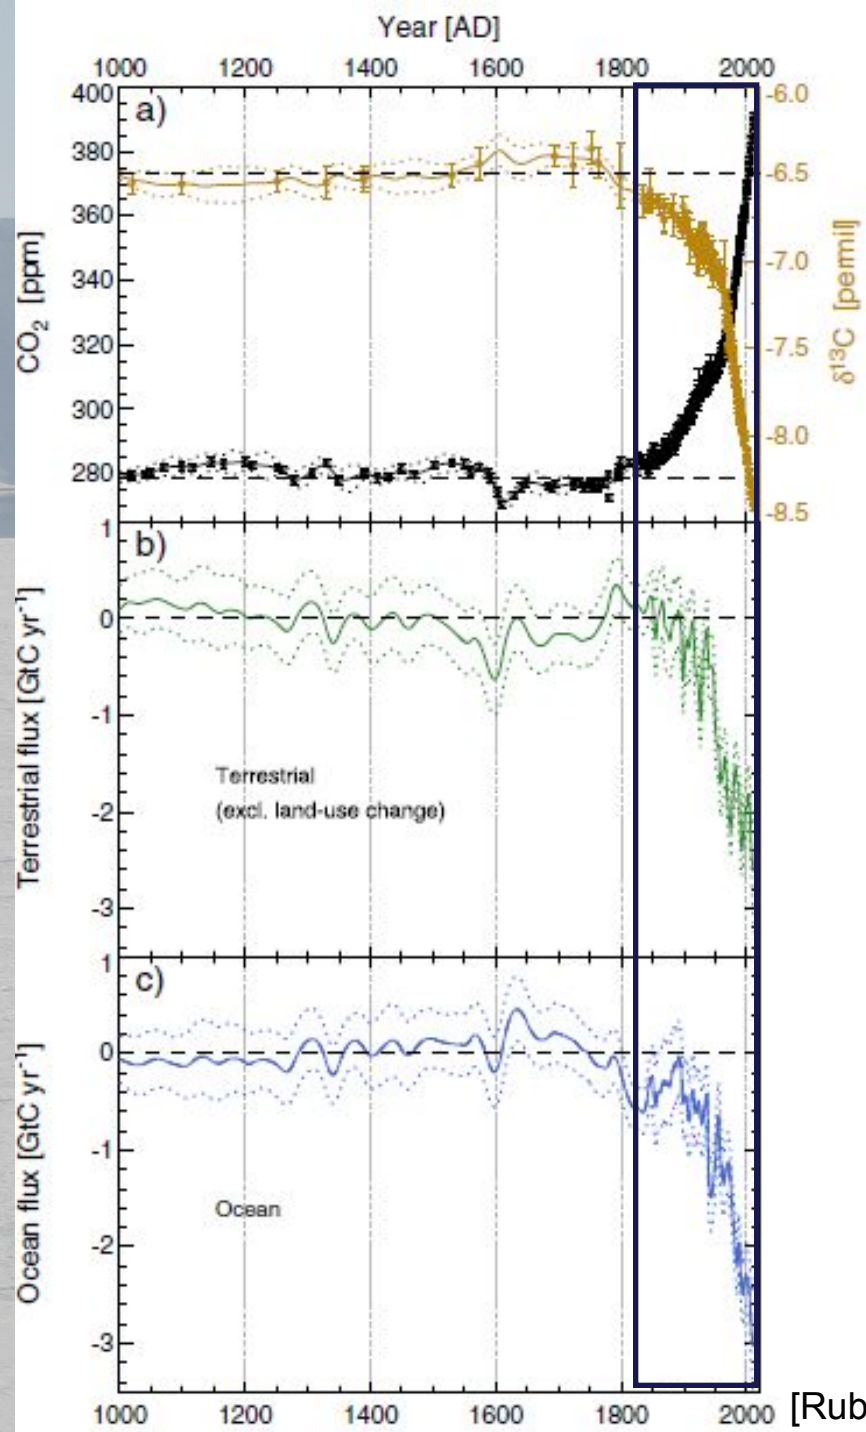 Year [AD]
1000 1200 1400 1600 1800 2000
a)
400
380
360
340
320
300
280
CO2 [ppm]
-6.0
-6.5
-7.0
-7.5
-8.0
-8.5
δ13C [permil]
b)
1
0
-1
-2
-3
Terrestrial flux [GtC yr-1]
Terrestrial
(excl. land-use change)
c)
1
0
-1
-2
-3
Ocean flux [GtC yr-1]
Ocean
1000 1200 1400 1600 1800 2000
[Rub